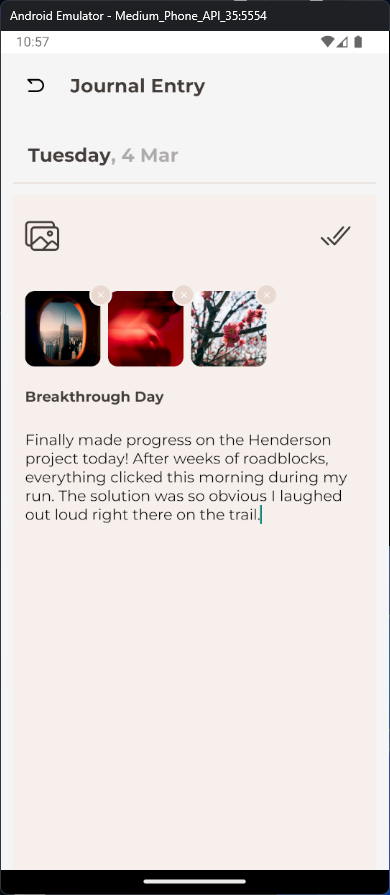 Android Emulator - Medium_Phone_API_35:5554
10:57
Journal Entry
Tuesday, 4 Mar
Breakthrough Day
Finally made progress on the Henderson
project today! After weeks of roadblocks,
everything clicked this morning during my
run. The solution was so obvious I laughed
out loud right there on the trail.